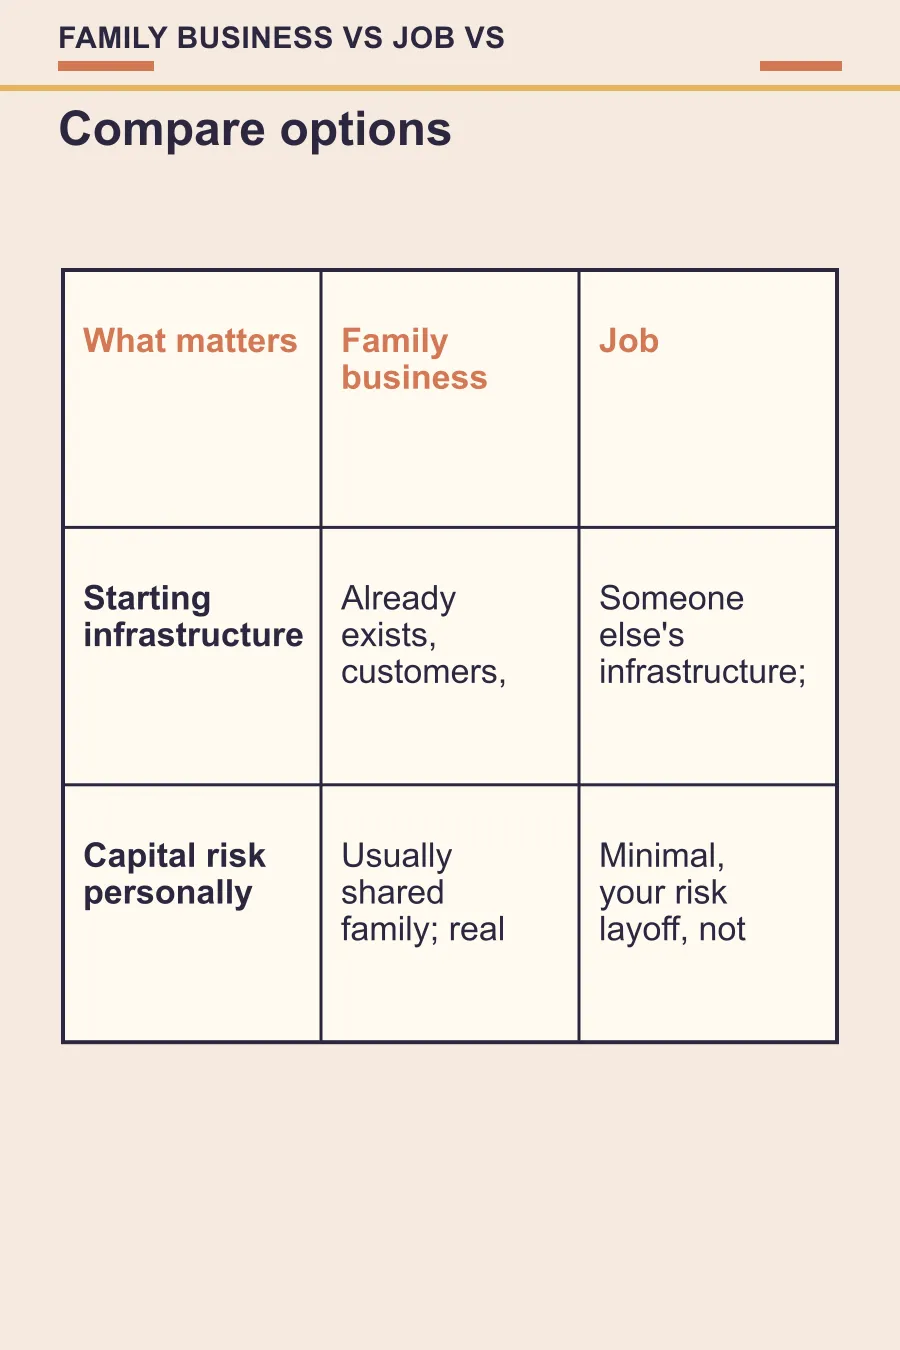 FAMILY BUSINESS VS JOB VS
Compare options
What matters
Family
business
Job
Starting
infrastructure
Already
exists,
customers,
Someone
else's
infrastructure;
Capital risk
personally
Usually
shared
family; real
Minimal,
your risk
layoff, not